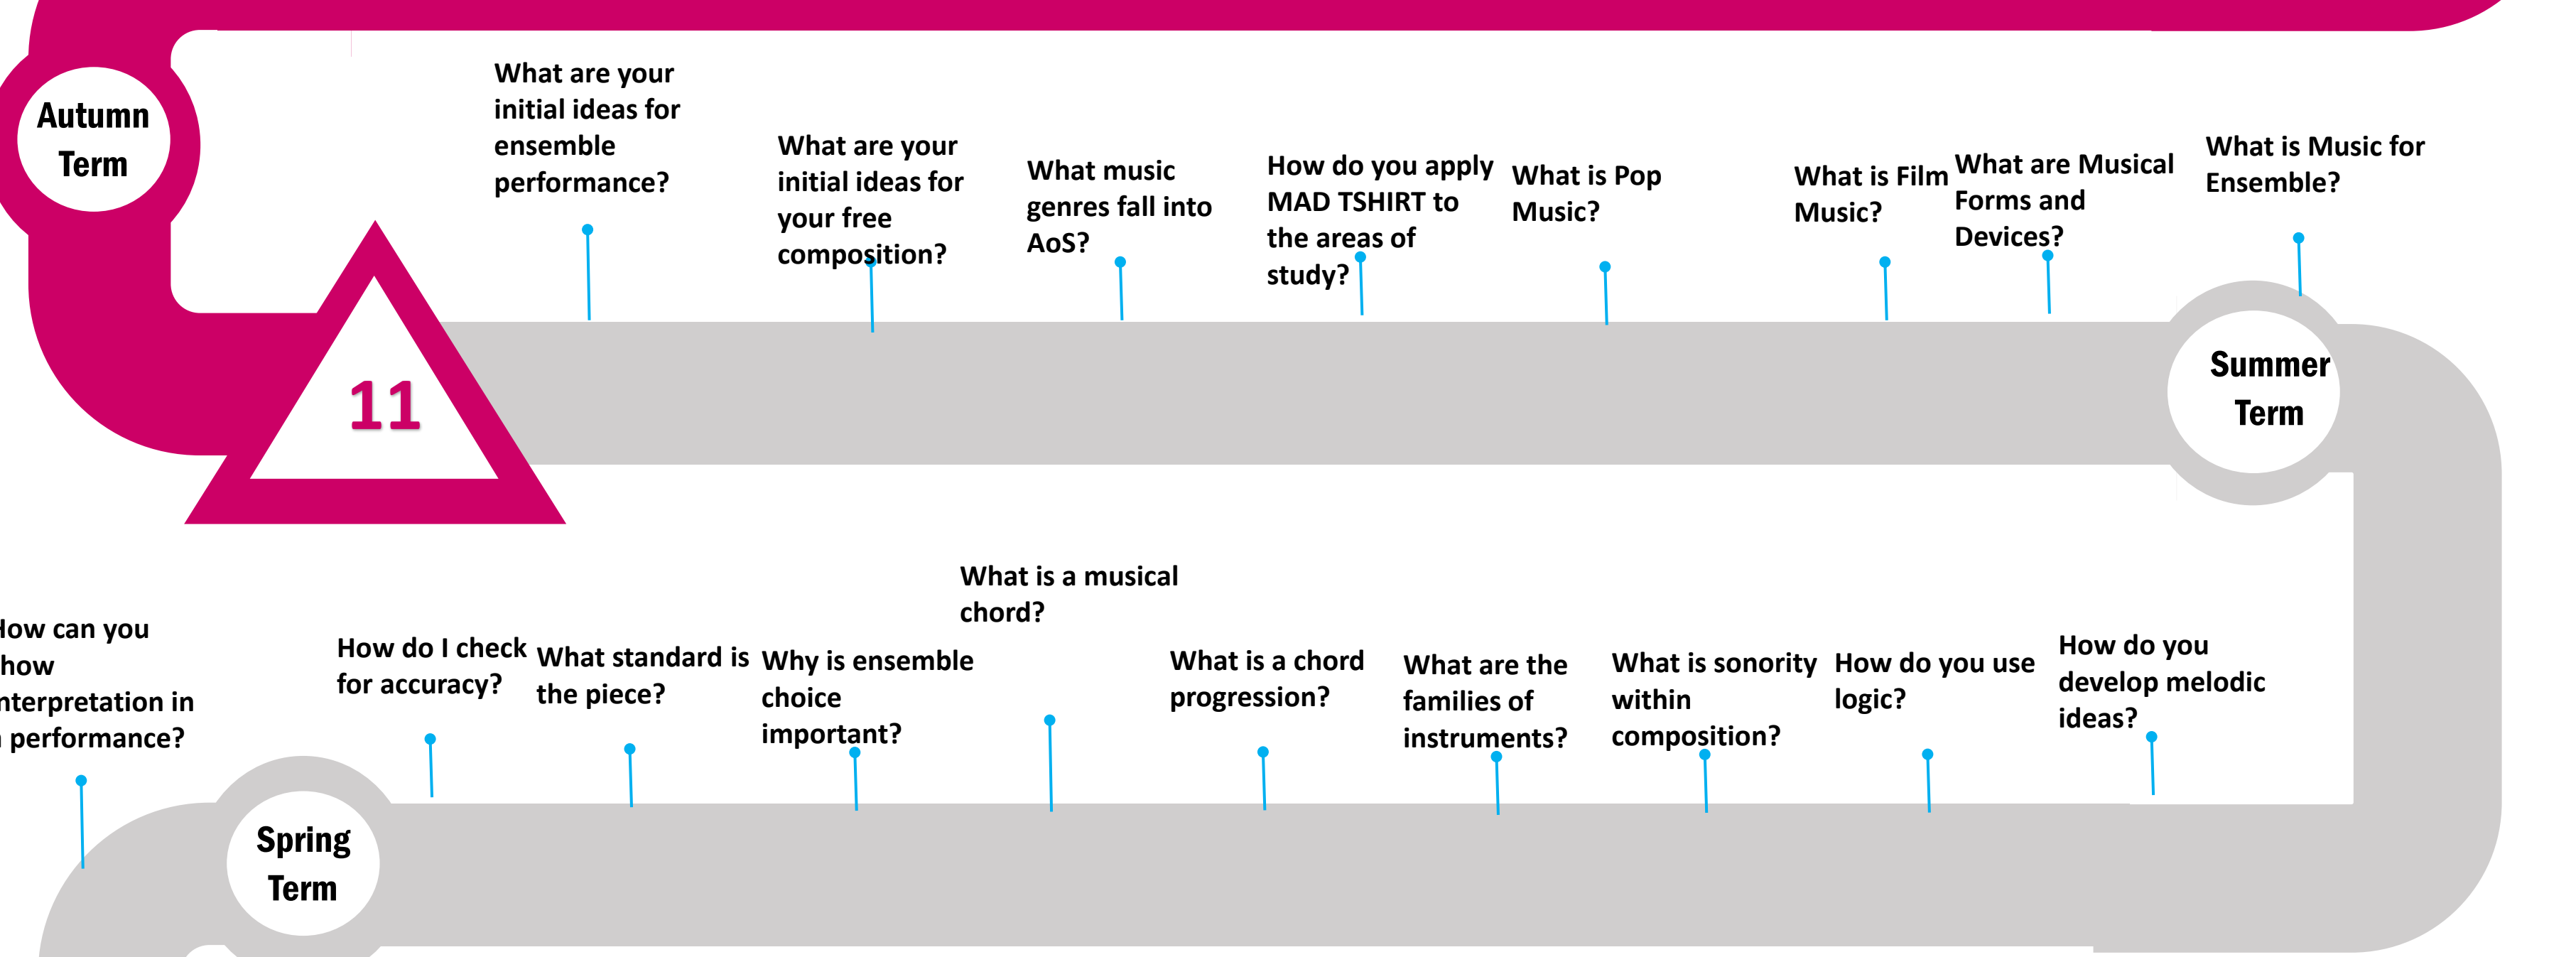 Autumn
Term
What are your
initial ideas for
ensemble
performance?
What are your
initial ideas for
your free
composition?
What music
genres fall into
AoS?
How do you apply
MAD TSHIRT to
the areas of
study?
What is Pop
Music?
What is Film
Music?
What are Musical
Forms and
Devices?
What is Music for
Ensemble?
11
Summer
Term
can you
in
performance?
How do I check
for accuracy?
What standard is
the piece?
Why is ensemble
choice
important?
What is a musical
chord?
What is a chord
progression?
What are the
families of
instruments?
What is sonority
within
composition?
How do you use
logic?
How do you
develop melodic
ideas?
Spring
Term